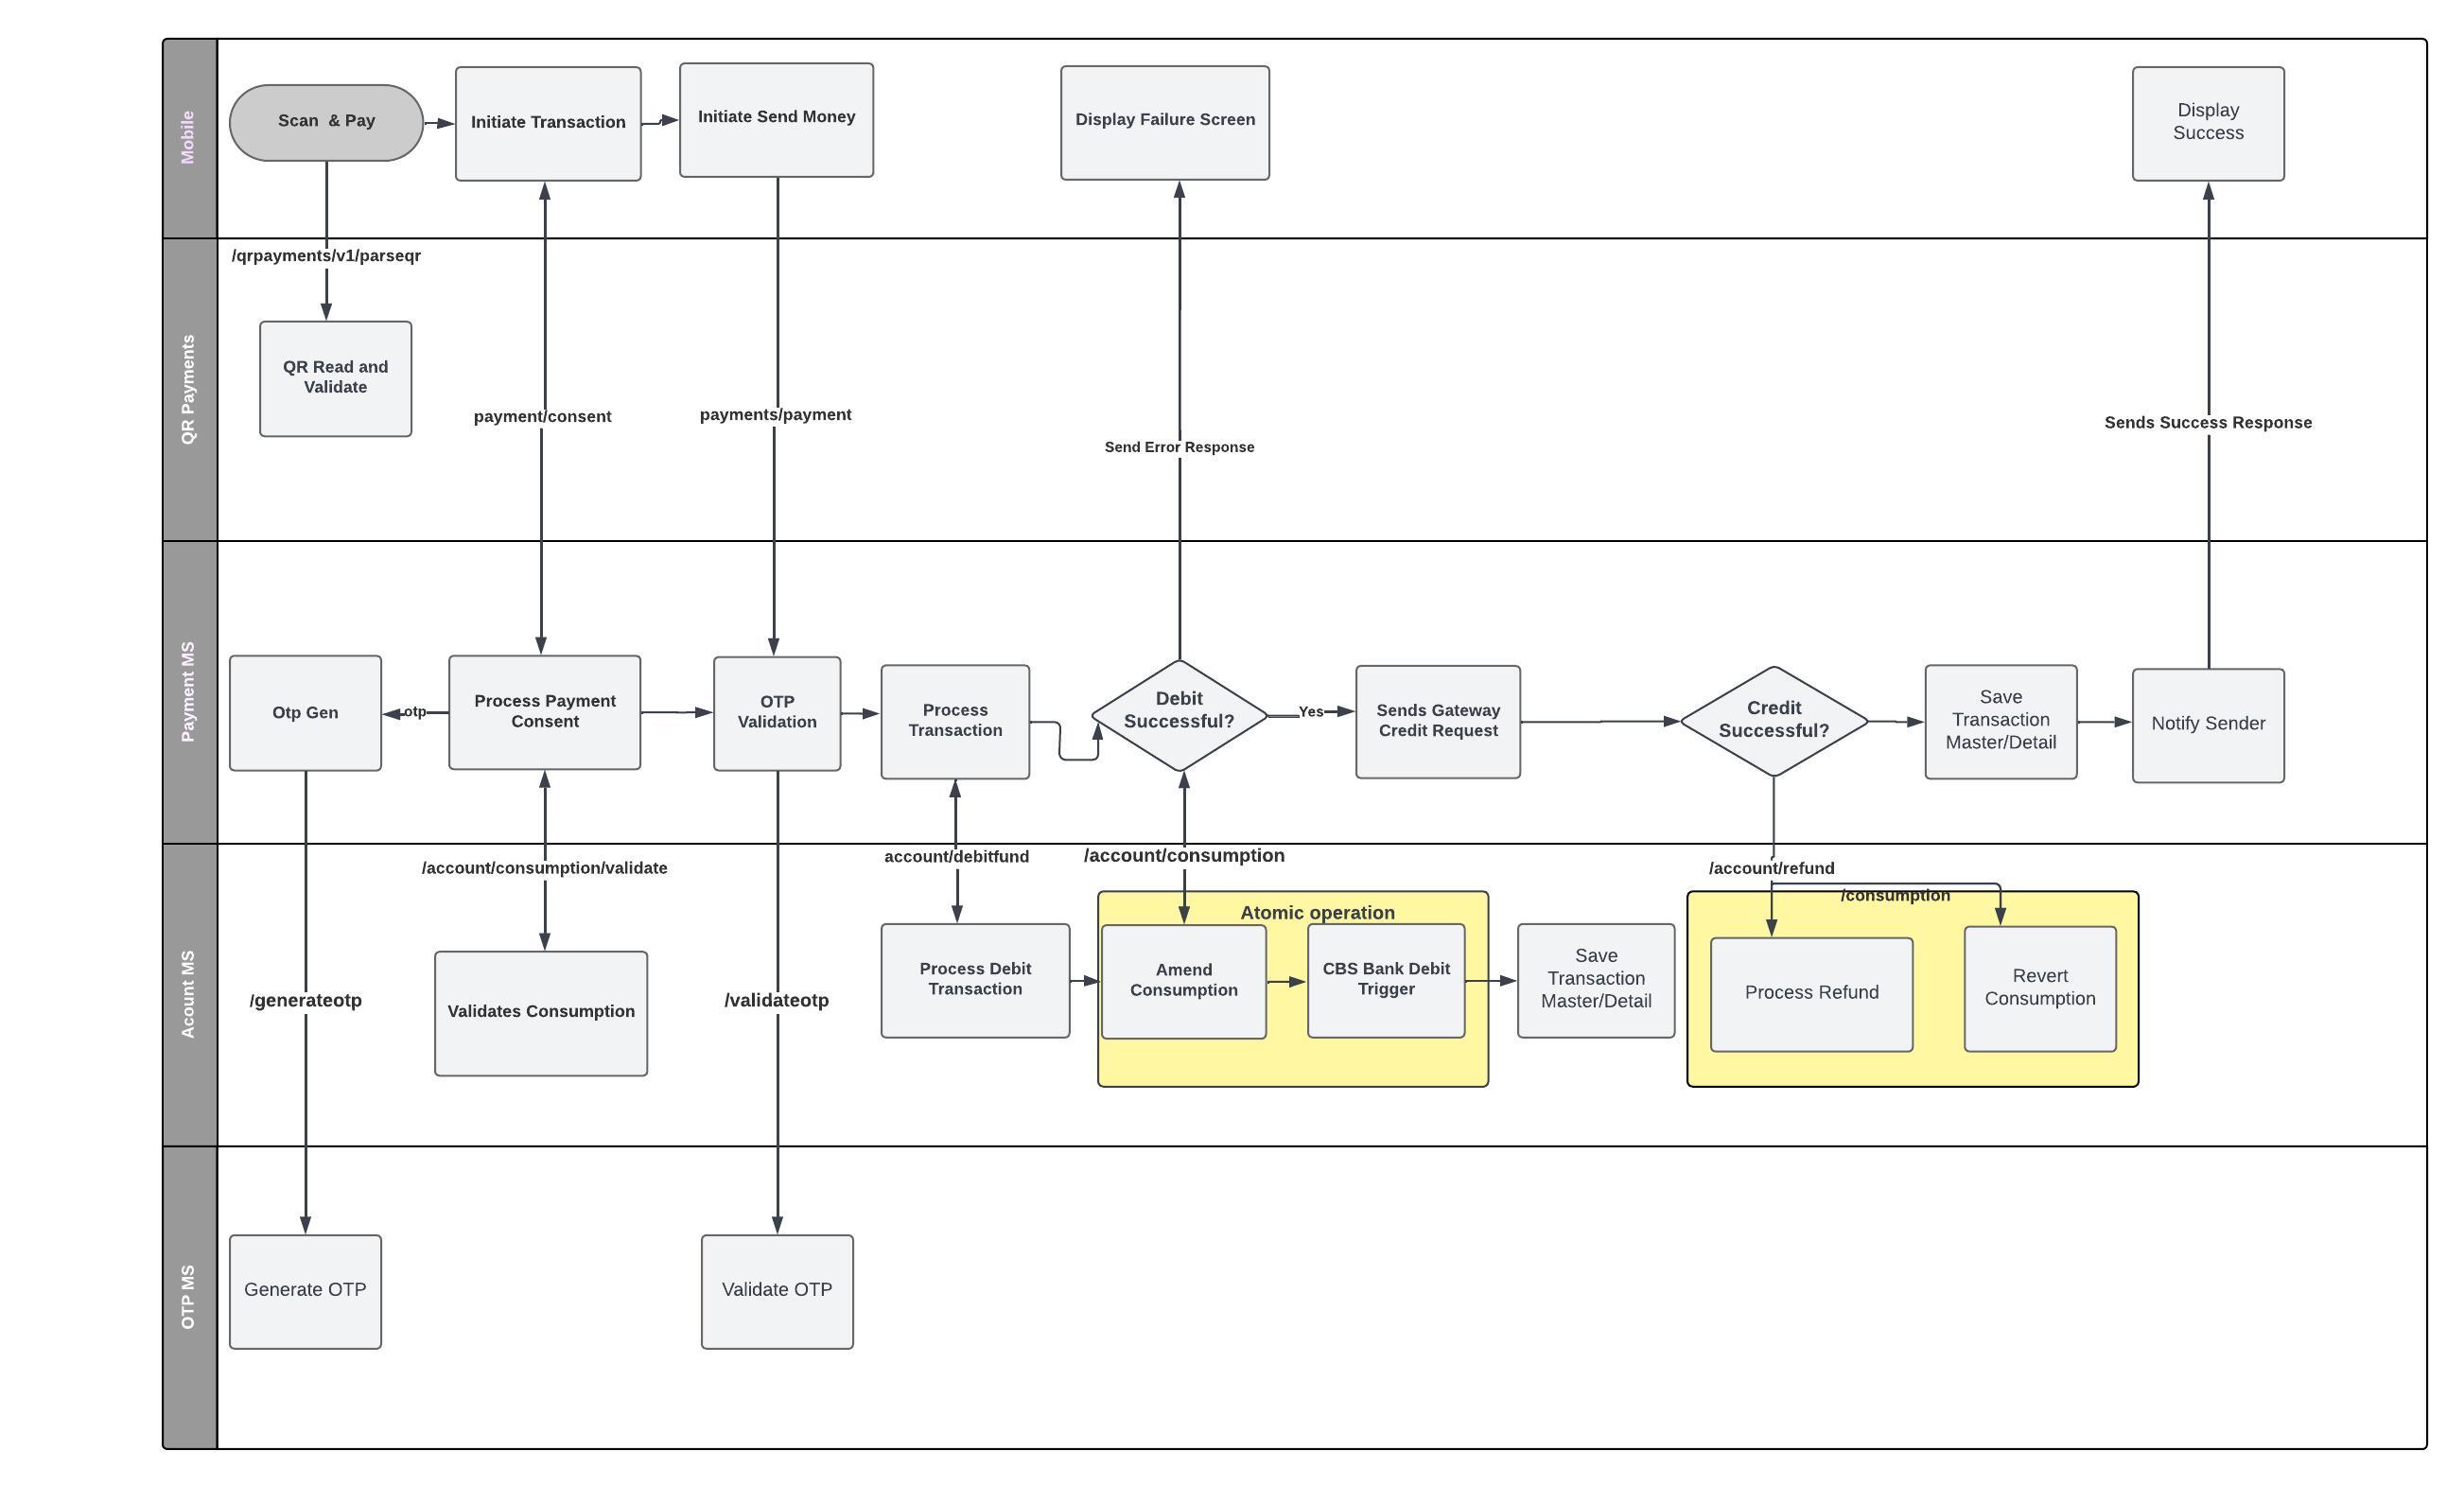 Mobile
Scan & Pay
Initiate Transaction
Initiate Send Money
Display Failure Screen
Display
Success
QR Payments
/qrpayments/v1/parseqr
QR Read and
Validate
payment/consent
payments/payment
Send Error Response
Sends Success Response
Payment MS
Otp Gen
otp
Process Payment
Consent
OTP
Validation
Process
Transaction
Debit
Successful?
Yes
Sends Gateway
Credit Request
Credit
Successful?
Save
Transaction
Master/Detail
Notify Sender
Acount MS
/generateotp
/account/consumption/validate
Validates Consumption
/validateotp
account/debitfund
Process Debit
Transaction
/account/consumption
Atomic operation
Amend
Consumption
CBS Bank Debit
Trigger
Save
Transaction
Master/Detail
/account/refund
/consumption
Process Refund
Revert
Consumption
OTP MS
Generate OTP
Validate OTP